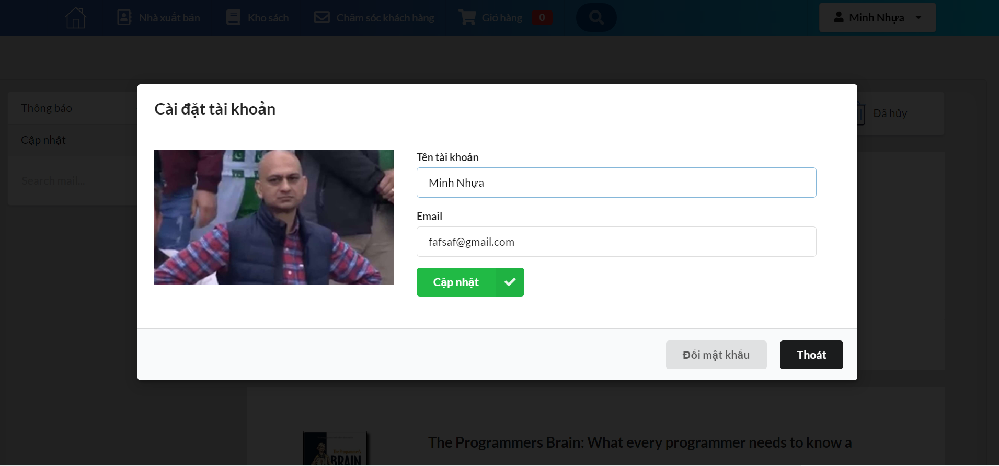 Nhà xuất bản
Kho sách
Chăm sóc khách hàng
Giỏ hàng
0
Minh Nhựa
Thông báo
Cập nhật
Search mail...
Đã hủy
Cài đặt tài khoản
Tên tài khoản
Minh Nhựa
Email
fafsaf@gmail.com
Cập nhật
Đổi mật khẩu
Thoát
The Programmers Brain: What every programmer needs to know a
The Programmer's
BRAIN